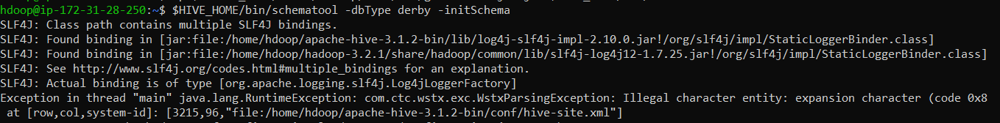 hdoop@ip-172-31-28-250:~$ $HIVE_HOME/bin/schematool -dbType derby -initSchema
SLF4J: Class path contains multiple SLF4J bindings.
SLF4J: Found binding in [jar:file:/home/hdoop/apache-hive-3.1.2-bin/lib/log4j-slf4j-impl-2.10.0.jar!/org/slf4j/impl/StaticLoggerBinder.class]
SLF4J: Found binding in [jar:file:/home/hdoop/hadoop-3.2.1/share/hadoop/common/lib/slf4j-log4j12-1.7.25.jar!/org/slf4j/impl/StaticLoggerBinder.class]
SLF4J: See http://www.slf4j.org/codes.html#multiple_bindings for an explanation.
SLF4J: Actual binding is of type [org.apache.logging.slf4j.Log4jLoggerFactory]
Exception in thread "main" java.lang.RuntimeException: com.ctc.wstx.exc.WstxParsingException: Illegal character entity: expansion character (code 0x8
 at [row,col,system-id]: [3215,96,"file:/home/hdoop/apache-hive-3.1.2-bin/conf/hive-site.xml"]